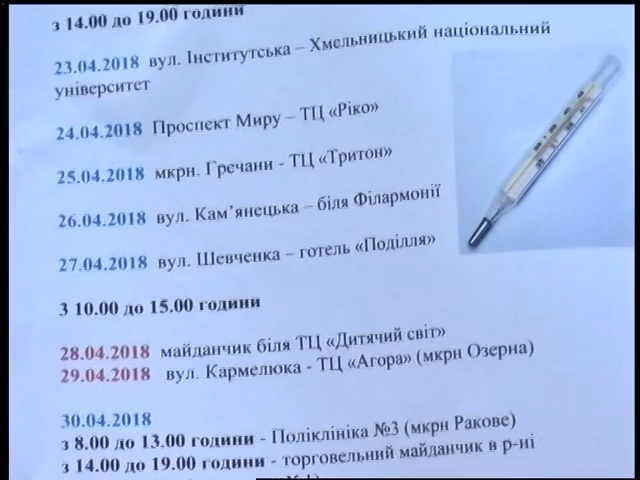 з 14.00 до 19.00 години
23.04.2018 вул. Інститутська – Хмельницький національний
університет
24.04.2018 Проспект Миру – ТЦ «Ріко»
25.04.2018 мкрн. Гречани - ТЦ «Тритон»
26.04.2018 вул. Кам’янецька – біля Філармонії
27.04.2018 вул. Шевченка – готель «Поділля»
З 10.00 до 15.00 години
28.04.2018 майданчик біля ТЦ «Дитячий світ»
29.04.2018 вул. Кармелюка - ТЦ «Агора» (мкрн Озерна)
30.04.2018
з 8.00 до 13.00 години - Поліклініка №3 (мкрн Ракове)
з 14.00 до 19.00 години - торговельний майданчик в р-ні